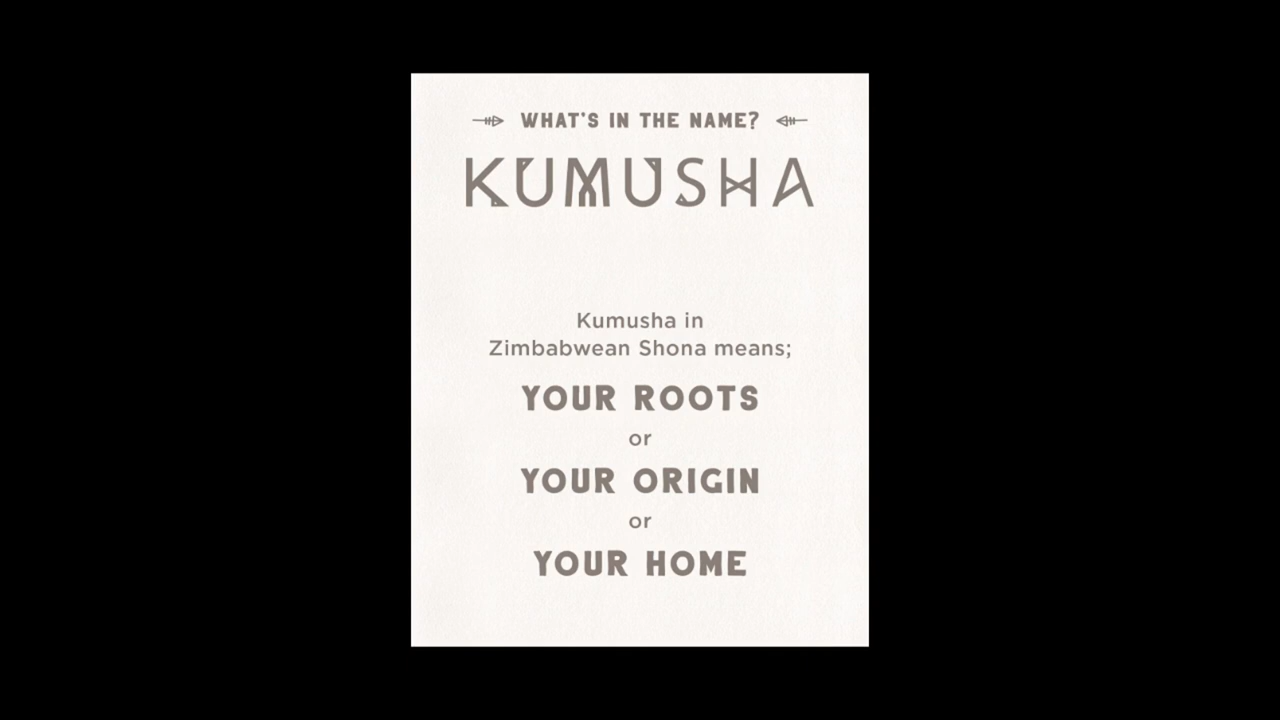 WHAT'S IN THE NAME?
KUMUSHA
Kumusha in
Zimbabwean Shona means;
YOUR ROOTS
or
YOUR ORIGIN
or
YOUR HOME